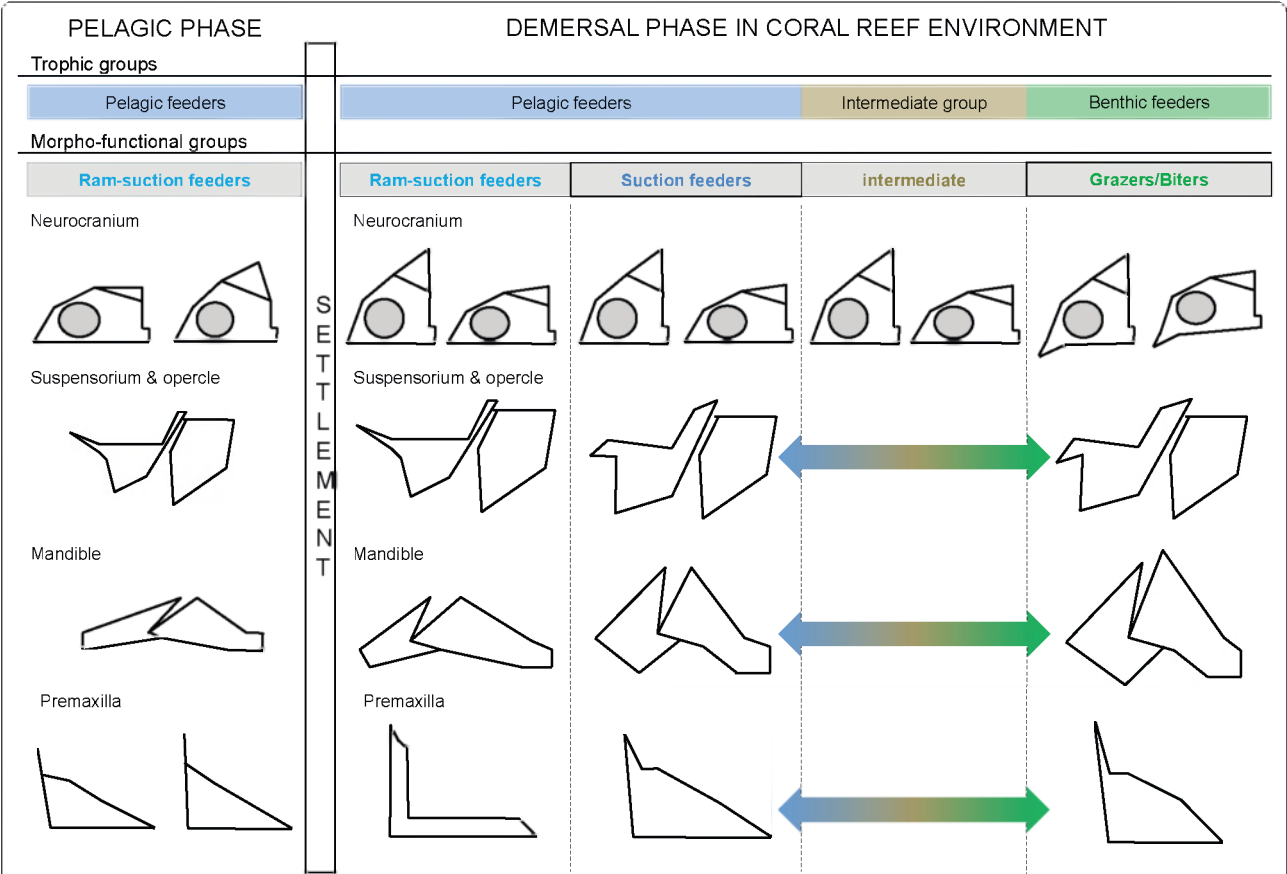 PELAGIC PHASE
DEMERSAL PHASE IN CORAL REEF ENVIRONMENT
Trophic groups
Pelagic feeders
Pelagic feeders
Intermediate group
Benthic feeders
Morpho-functional groups
Ram-suction feeders
Ram-suction feeders
Suction feeders
intermediate
Grazers/Biters
SETTLEMENT
Neurocranium
Neurocranium
Suspensorium & opercle
Suspensorium & opercle
Mandible
Mandible
Premaxilla
Premaxilla